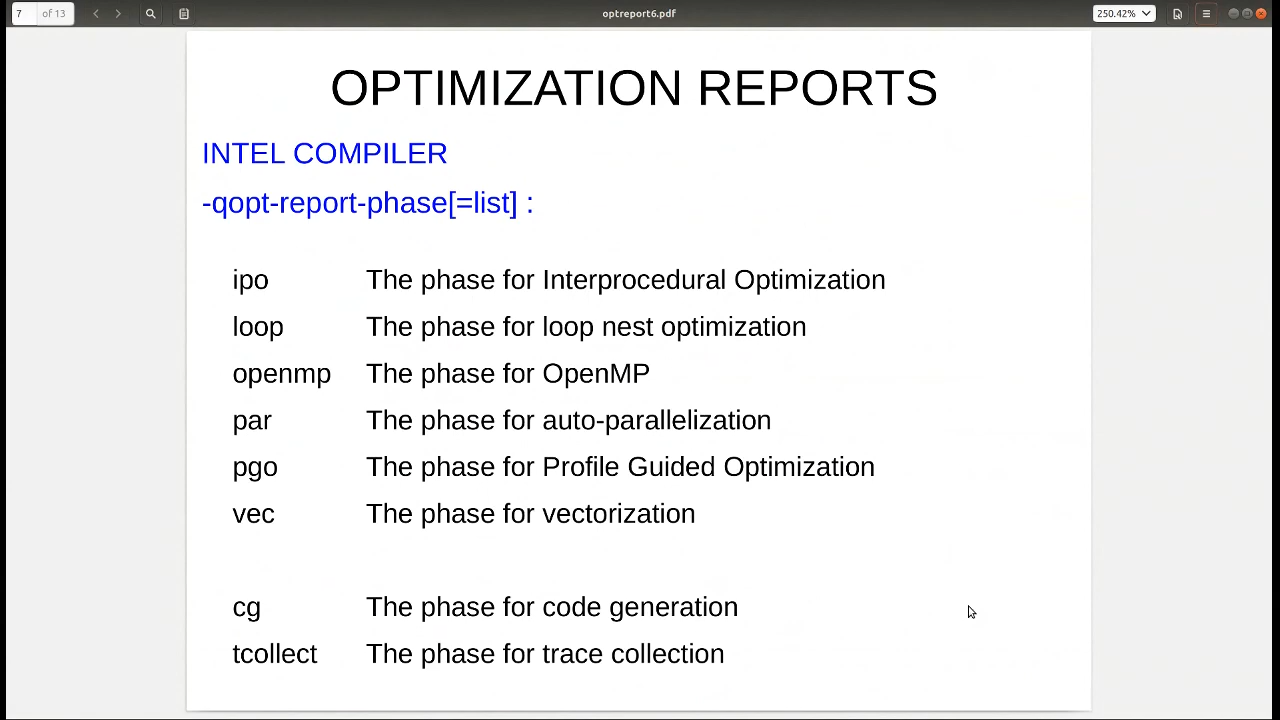 7 of 13 optreport6.pdf 250.42%
OPTIMIZATION REPORTS
INTEL COMPILER
-qopt-report-phase[=list] :
ipo The phase for Interprocedural Optimization
loop The phase for loop nest optimization
openmp The phase for OpenMP
par The phase for auto-parallelization
pgo The phase for Profile Guided Optimization
vec The phase for vectorization
cg The phase for code generation
tcollect The phase for trace collection